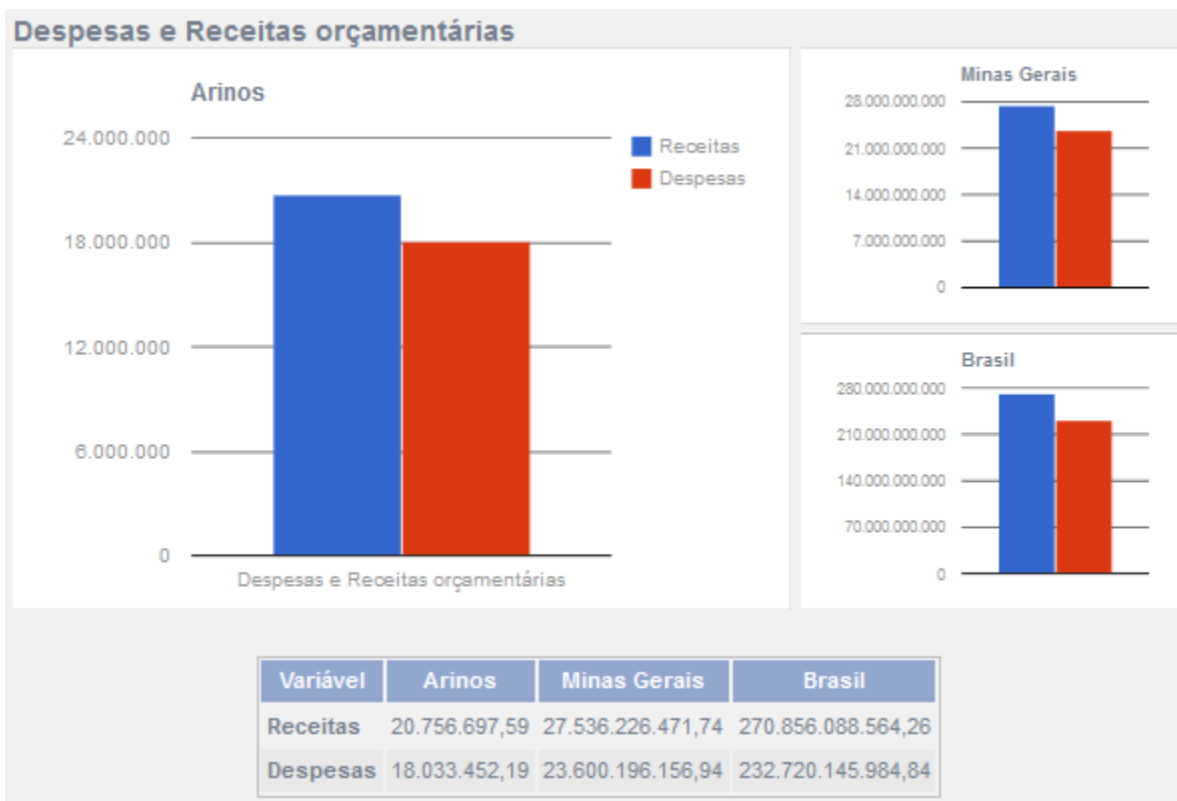 Despesas e Receitas orçamentárias
Arinos
24.000.000
18.000.000
12.000.000
6.000.000
0
Despesas e Receitas orçamentárias
Receitas
Despesas
Minas Gerais
28.000.000.000
21.000.000.000
14.000.000.000
7.000.000.000
0
Brasil
280.000.000.000
210.000.000.000
140.000.000.000
70.000.000.000
0
Variável Arinos Minas Gerais Brasil
Receitas 20.756.697,59 27.536.226.471,74 270.856.088.564,26
Despesas 18.033.452,19 23.600.196.156,94 232.720.145.984,84